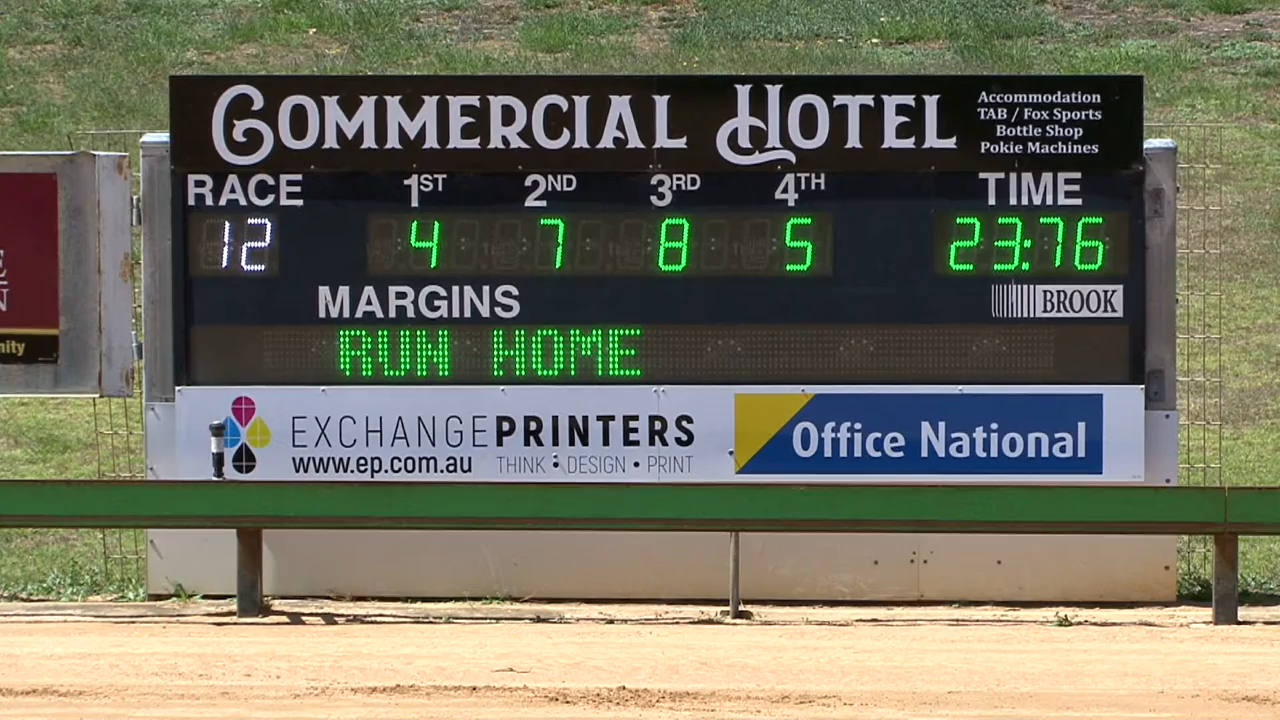 COMMERCIAL HOTEL
Accommodation
TAB / Fox Sports
Bottle Shop
Pokie Machines
RACE 1ST 2ND 3RD 4TH TIME
12 4 7 8 5 23:76
MARGINS
BROOK
RUN HOME
nity
EXCHANGEPRINTERS
www.ep.com.au THINK • DESIGN • PRINT
Office National